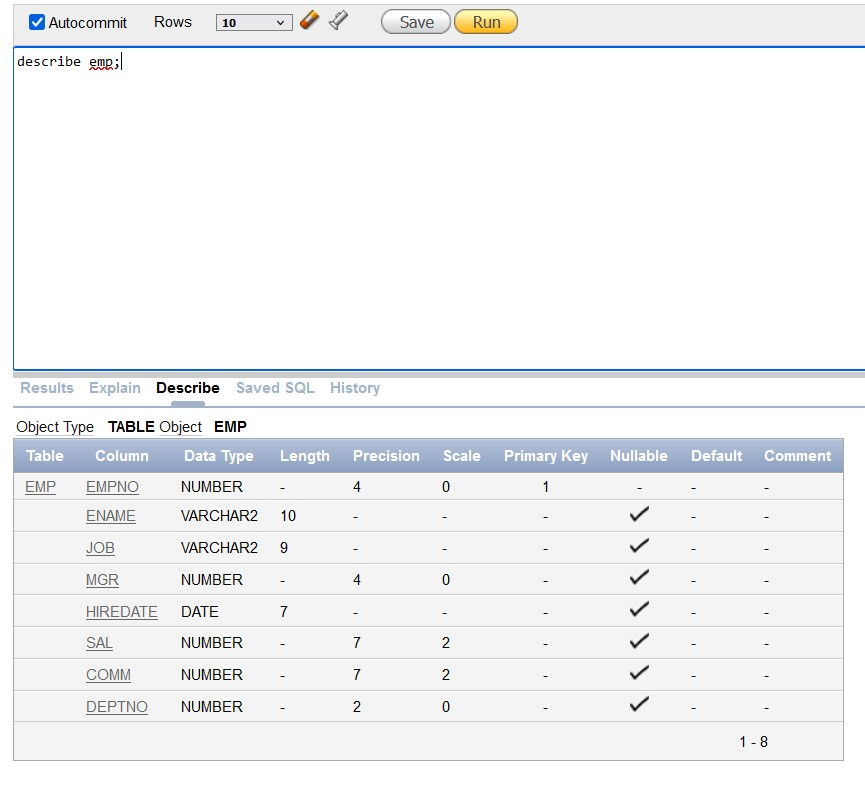 Autocommit Rows 10 Save Run
describe emp;
Results Explain Describe Saved SQL History
Object Type TABLE Object EMP
Table Column Data Type Length Precision Scale Primary Key Nullable Default Comment
EMP EMPNO NUMBER - 4 0 1 - - -
ENAME VARCHAR2 10 - - - - -
JOB VARCHAR2 9 - - - - -
MGR NUMBER - 4 0 - - -
HIREDATE DATE 7 - - - - -
SAL NUMBER - 7 2 - - -
COMM NUMBER - 7 2 - - -
DEPTNO NUMBER - 2 0 - - -
1 - 8